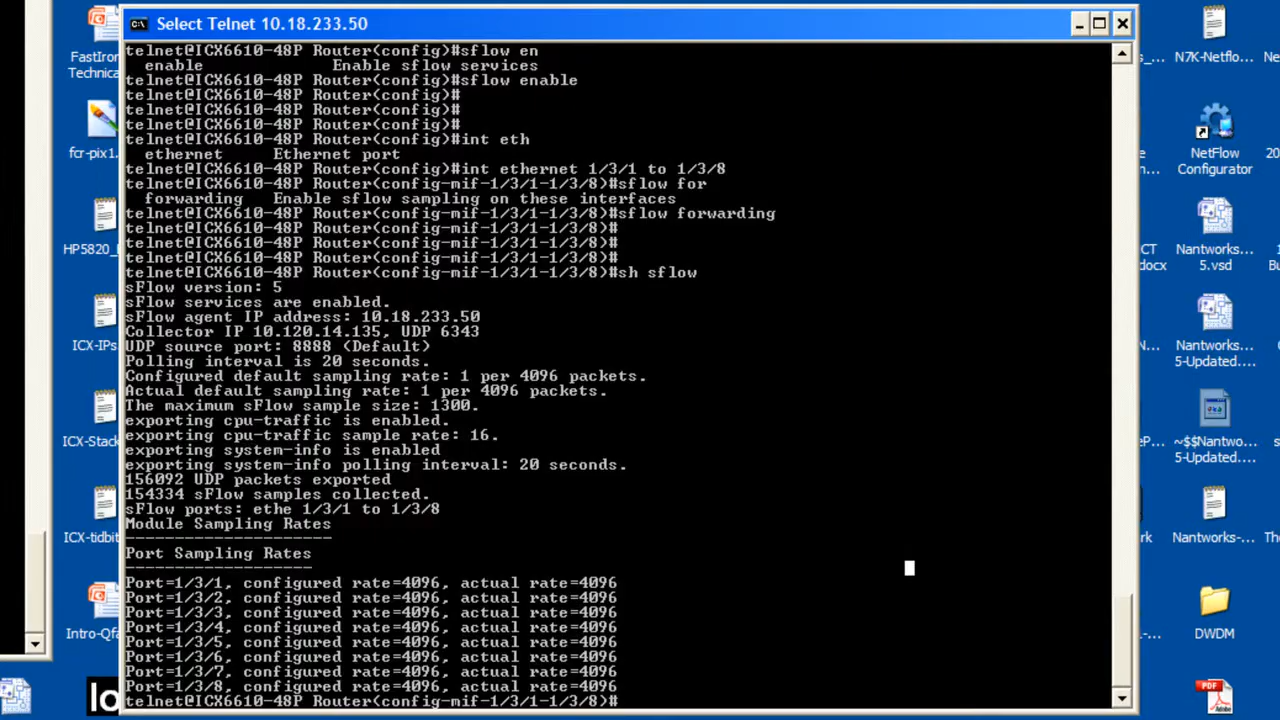 Select Telnet 10.18.233.50
telnet@ICX6610-48P Router(config)#sflow en
enable Enable sflow services
telnet@ICX6610-48P Router(config)#sflow enable
telnet@ICX6610-48P Router(config)#
telnet@ICX6610-48P Router(config)#
telnet@ICX6610-48P Router(config)#
telnet@ICX6610-48P Router(config)#int eth
ethernet Ethernet port
telnet@ICX6610-48P Router(config)#int ethernet 1/3/1 to 1/3/8
telnet@ICX6610-48P Router(config-mif-1/3/1-1/3/8)#sflow for
forwarding Enable sflow sampling on these interfaces
telnet@ICX6610-48P Router(config-mif-1/3/1-1/3/8)#sflow forwarding
telnet@ICX6610-48P Router(config-mif-1/3/1-1/3/8)#
telnet@ICX6610-48P Router(config-mif-1/3/1-1/3/8)#
telnet@ICX6610-48P Router(config-mif-1/3/1-1/3/8)#
telnet@ICX6610-48P Router(config-mif-1/3/1-1/3/8)#sh sflow
sFlow version: 5
sFlow services are enabled.
sFlow agent IP address: 10.18.233.50
Collector IP 10.120.14.135, UDP 6343
UDP source port: 8888 (Default)
Polling interval is 20 seconds.
Configured default sampling rate: 1 per 4096 packets.
Actual default sampling rate: 1 per 4096 packets.
The maximum sFlow sample size: 1300.
exporting cpu-traffic is enabled.
exporting cpu-traffic sample rate: 16.
exporting system-info is enabled
exporting system-info polling interval: 20 seconds.
156092 UDP packets exported
154334 sFlow samples collected.
sFlow ports: ethe 1/3/1 to 1/3/8
Module Sampling Rates
---------------------
Port Sampling Rates
-------------------
Port=1/3/1, configured rate=4096, actual rate=4096
Port=1/3/2, configured rate=4096, actual rate=4096
Port=1/3/3, configured rate=4096, actual rate=4096
Port=1/3/4, configured rate=4096, actual rate=4096
Port=1/3/5, configured rate=4096, actual rate=4096
Port=1/3/6, configured rate=4096, actual rate=4096
Port=1/3/7, configured rate=4096, actual rate=4096
Port=1/3/8, configured rate=4096, actual rate=4096
telnet@ICX6610-48P Router(config-mif-1/3/1-1/3/8)#
FastIron
Technica
fcr-pix1.
HP5820_
ICX-IPs
ICX-Stack
ICX-tidbit
Intro-Qfa
lo
N7K-Netflo...
NetFlow
Configurator
Nantworks...
5.vsd
Nantworks...
5-Updated....
~$$Nantwo...
5-Updated....
Nantworks-...
DWDM
PDF
Adobe
CT
docx